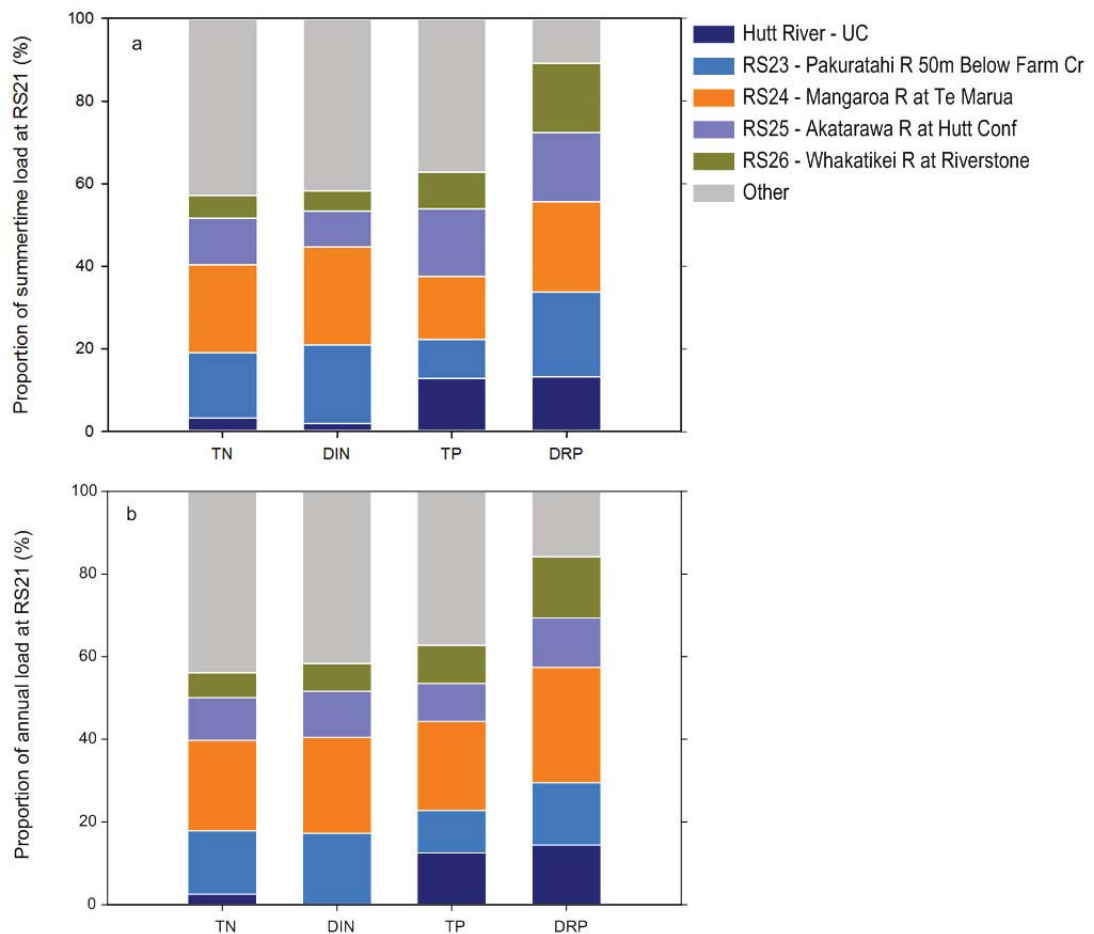 Proportion of summertime load at RS21 (%)
a
100
80
60
40
20
0
TN DIN TP DRP
Hutt River - UC
RS23 - Pakuratahi R 50m Below Farm Cr
RS24 - Mangaroa R at Te Marua
RS25 - Akatarawa R at Hutt Conf
RS26 - Whakatikei R at Riverstone
Other
Proportion of annual load at RS21 (%)
b
100
80
60
40
20
0
TN DIN TP DRP